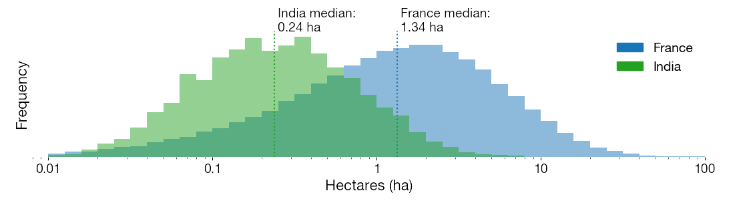 India median:
0.24 ha
France median:
1.34 ha
France
India
Frequency
0.01
0.1
1
10
100
Hectares (ha)